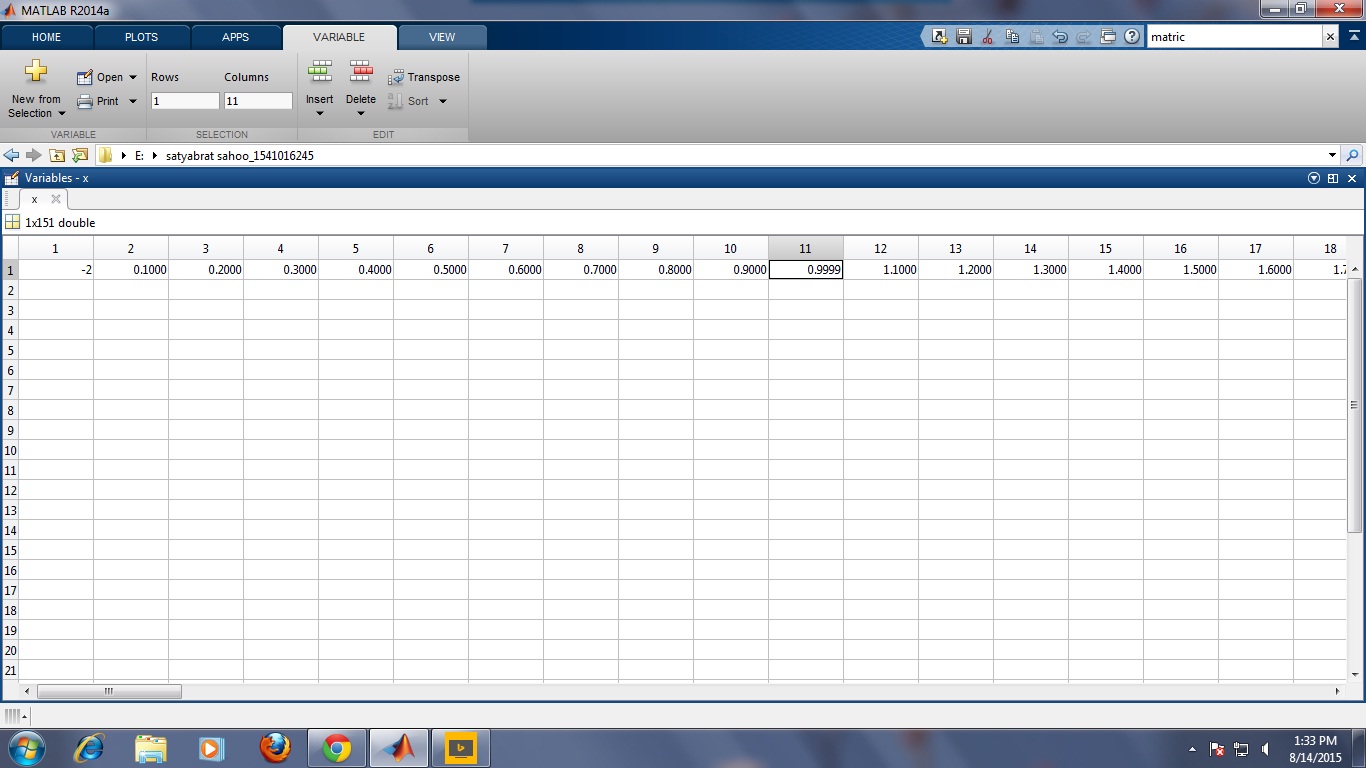 MATLAB R2014a
HOME PLOTS APPS VARIABLE VIEW matric
New from Selection Open Print Rows Columns Insert Delete Transpose Sort
1 11
VARIABLE SELECTION EDIT
E: satyabrat sahoo_1541016245
Variables - x
x
1x151 double
1 2 3 4 5 6 7 8 9 10 11 12 13 14 15 16 17 18
1 -2 0.1000 0.2000 0.3000 0.4000 0.5000 0.6000 0.7000 0.8000 0.9000 0.9999 1.1000 1.2000 1.3000 1.4000 1.5000 1.6000 1.7
2
3
4
5
6
7
8
9
10
11
12
13
14
15
16
17
18
19
20
21
1:33 PM
8/14/2015